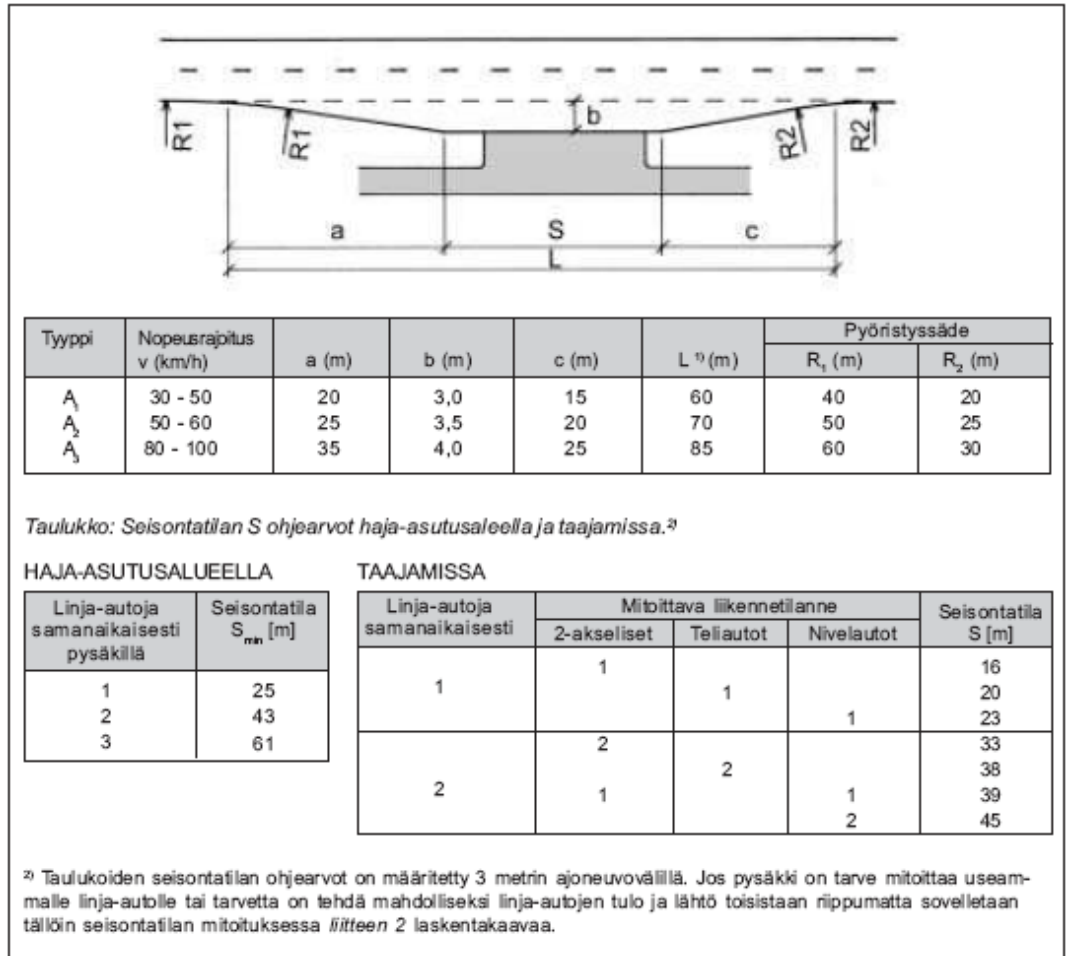 R1 R1 b R2 R2
a S c
L
Tyyppi Nopeusrajoitus v (km/h) a (m) b (m) c (m) L ¹⁾ (m) Pyöristyssäde
R₁ (m) R₂ (m)
A₁ 30 - 50 20 3,0 15 60 40 20
A₂ 50 - 60 25 3,5 20 70 50 25
A₃ 80 - 100 35 4,0 25 85 60 30
Taulukko: Seisontatilan S ohjearvot haja-asutusaleella ja taajamissa.²⁾
HAJA-ASUTUSALUEELLA
Linja-autoja Seisontatila
samanaikaisesti Sₘᵢₙ [m]
pysäkillä
1 25
2 43
3 61
TAAJAMISSA
Linja-autoja Mitoittava liikennetilanne Seisontatila
samanaikaisesti 2-akseliset Teliautot Nivelautot S [m]
1 16
1 1 20
1 23
2 33
2 38
2 1 1 39
2 45
²⁾ Taulukoiden seisontatilan ohjearvot on määritetty 3 metrin ajoneuvovälillä. Jos pysäkki on tarve mitoittaa useam-
malle linja-autolle tai tarvetta on tehdä mahdolliseksi linja-autojen tulo ja lähtö toisistaan riippumatta sovelletaan
tällöin seisontatilan mitoituksessa liitteen 2 laskentakaavaa.